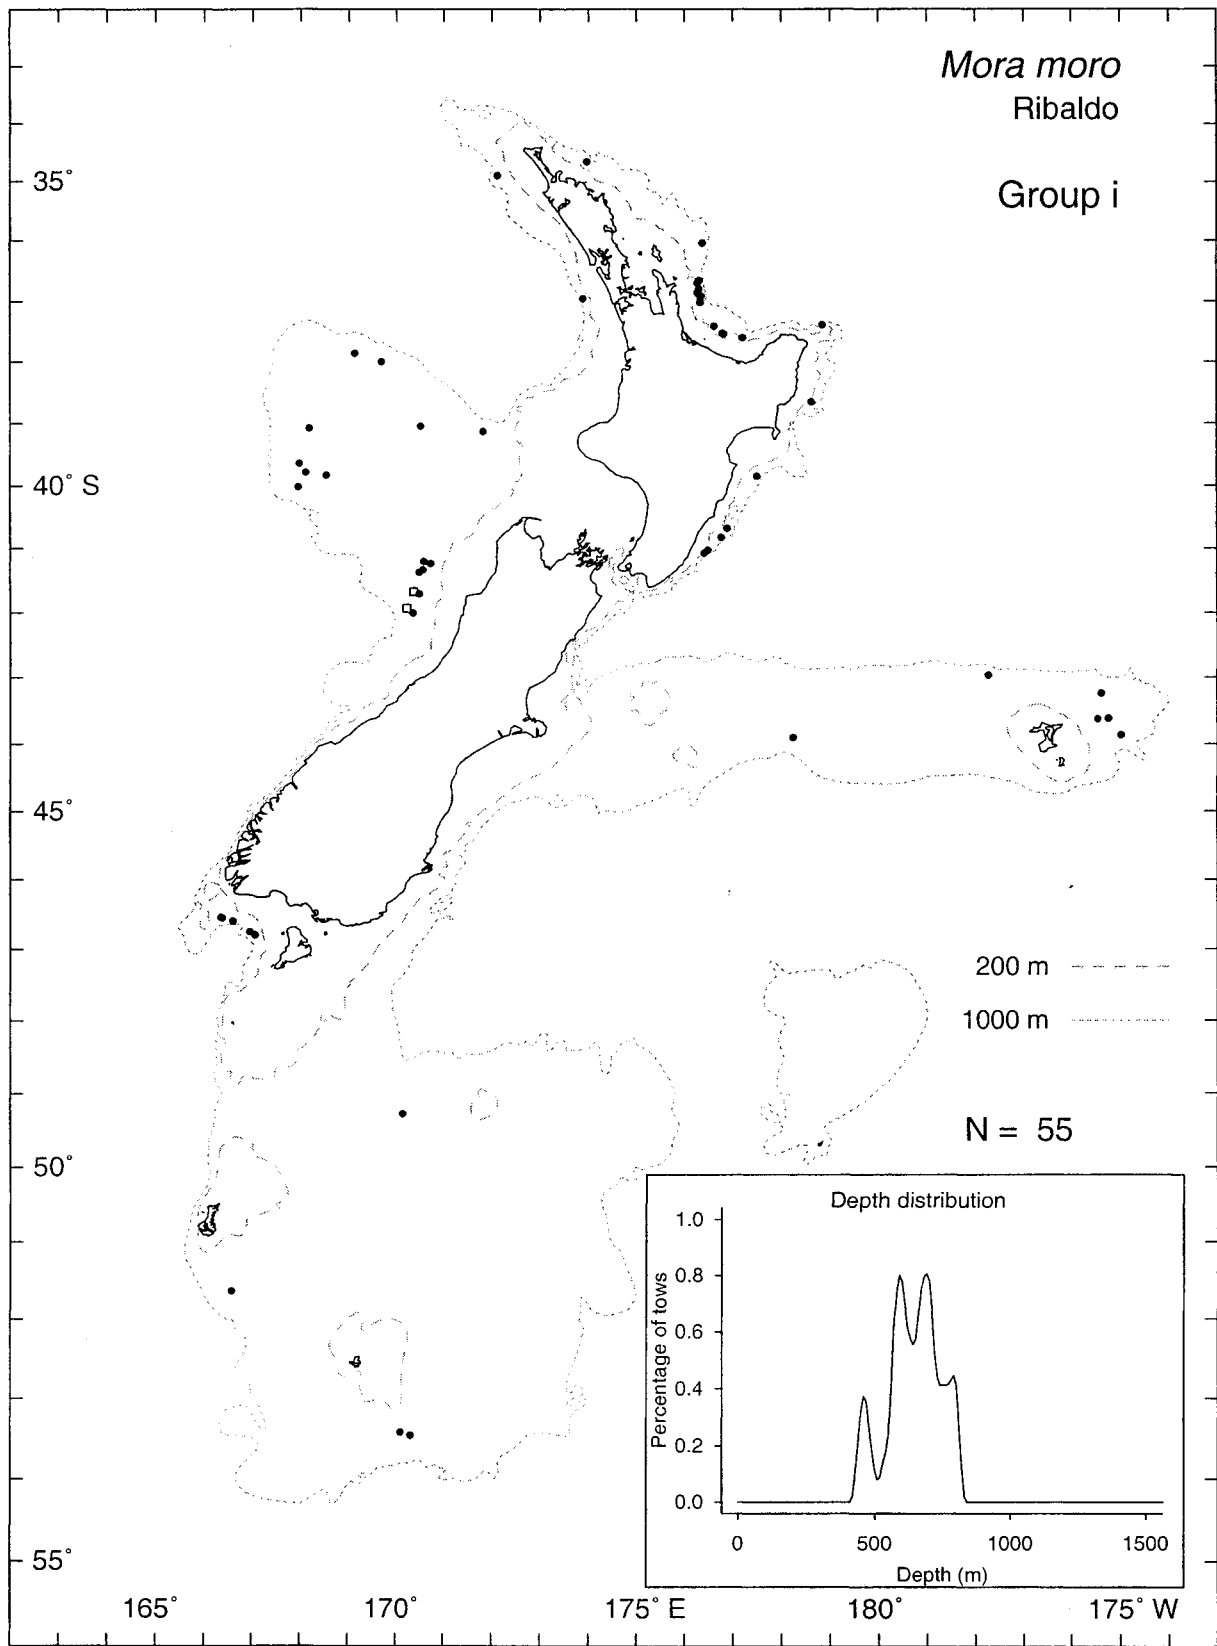 Mora moro
Ribaldo
Group i
35°
40° S
45°
50°
55°
200 m
1000 m
N = 55
Depth distribution
Percentage of tows
1.0
0.8
0.6
0.4
0.2
0.0
0 500 1000 1500
Depth (m)
165° 170° 175° E 180° 175° W